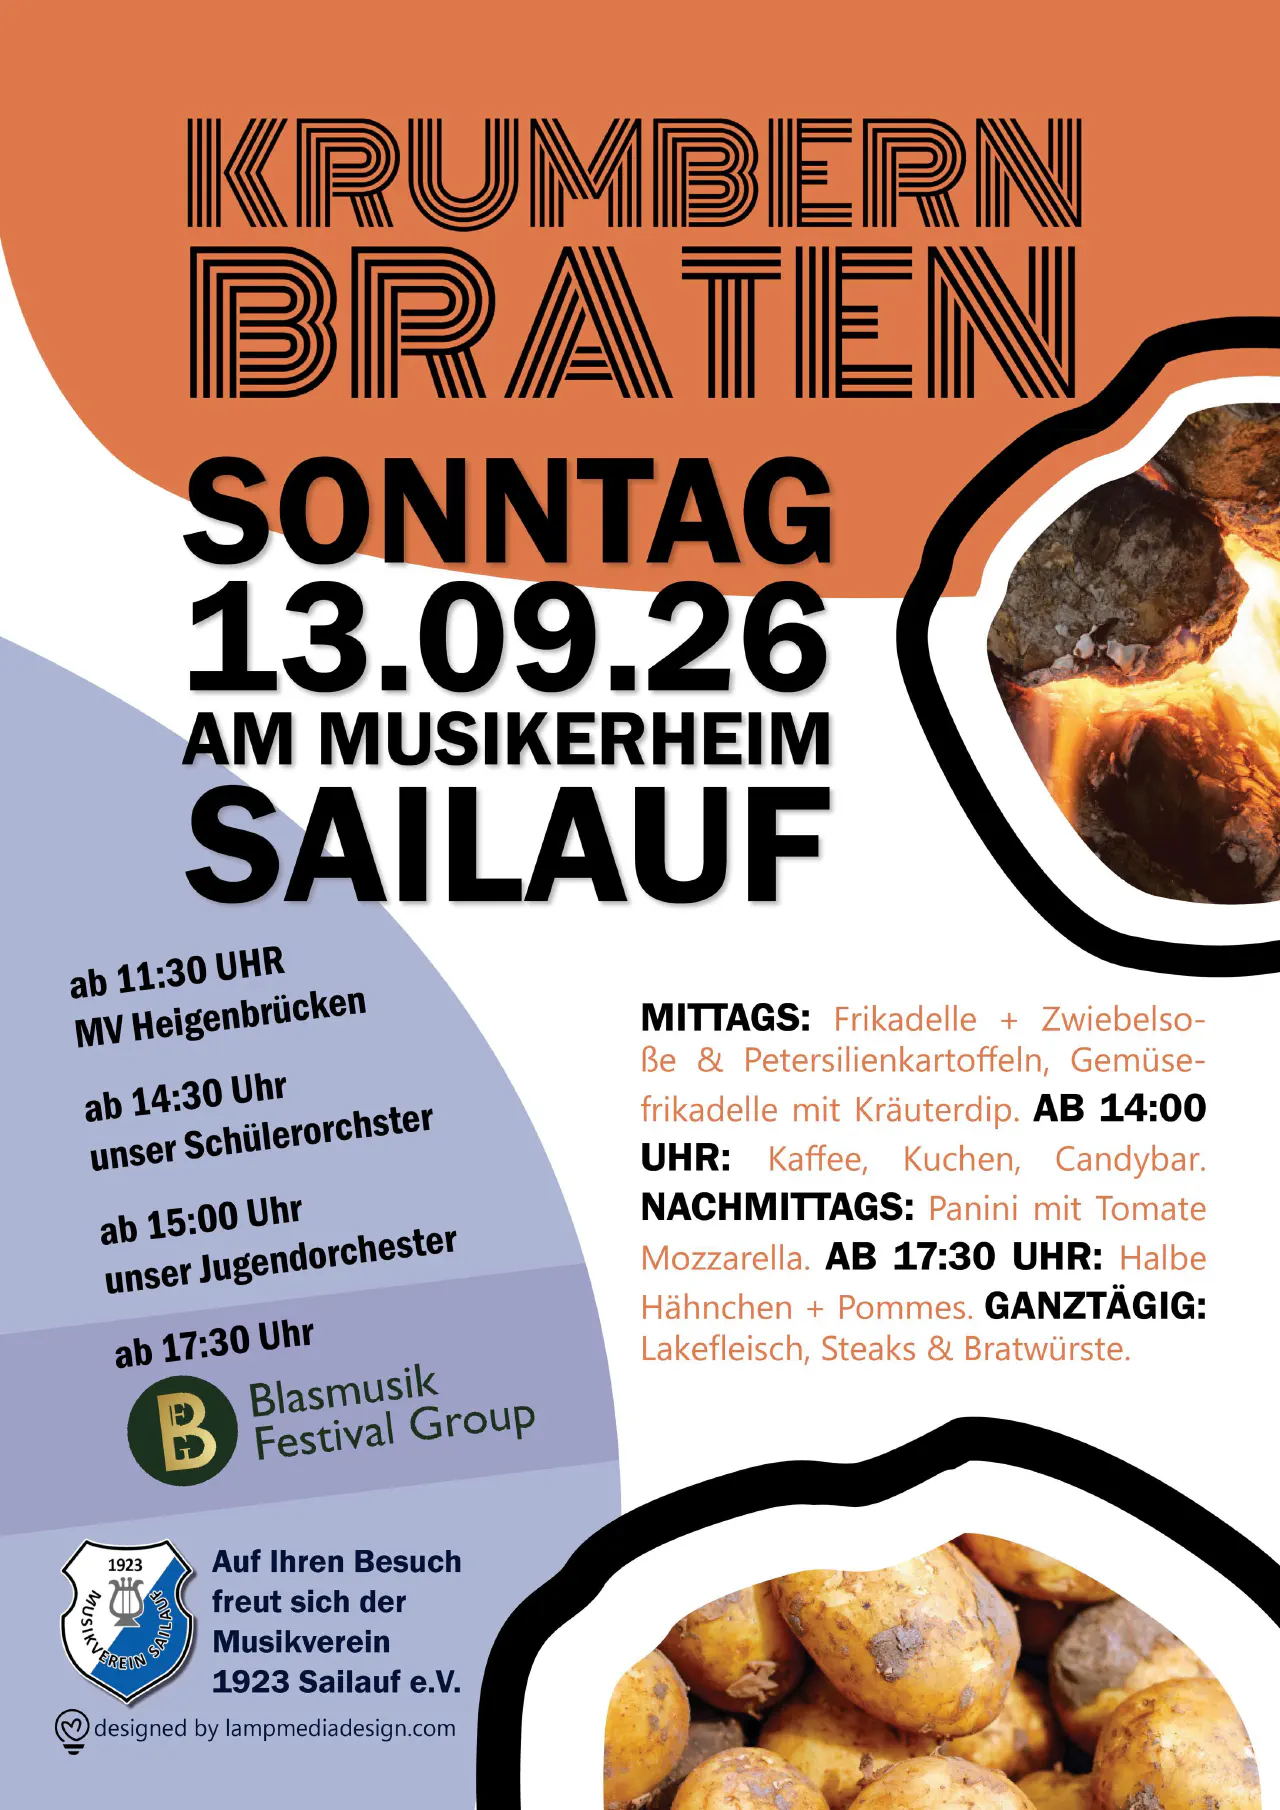 KRUMBERN
BRATEN
SONNTAG
13.09.26
AM MUSIKERHEIM
SAILAUF
ab 11:30 UHR
MV Heigenbrücken
ab 14:30 Uhr
unser Schülerorchster
ab 15:00 Uhr
unser Jugendorchester
ab 17:30 Uhr
BFG
Blasmusik
Festival Group
MITTAGS: Frikadelle + Zwiebelso-
ße & Petersilienkartoffeln, Gemüse-
frikadelle mit Kräuterdip. AB 14:00
UHR: Kaffee, Kuchen, Candybar.
NACHMITTAGS: Panini mit Tomate
Mozzarella. AB 17:30 UHR: Halbe
Hähnchen + Pommes. GANZTÄGIG:
Lakefleisch, Steaks & Bratwürste.
1923
MUSIKVEREIN SAILAUF
Auf Ihren Besuch
freut sich der
Musikverein
1923 Sailauf e.V.
designed by lampmediadesign.com